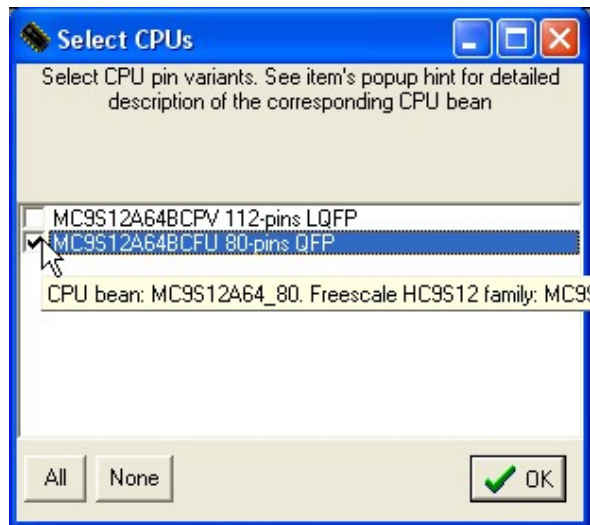 Select CPUs
Select CPU pin variants. See item's popup hint for detailed
description of the corresponding CPU bean
MC9S12A64BCPV 112-pins LQFP
MC9S12A64BCFU 80-pins QFP
CPU bean: MC9S12A64_80. Freescale HC9S12 family: MC9
All
None
OK